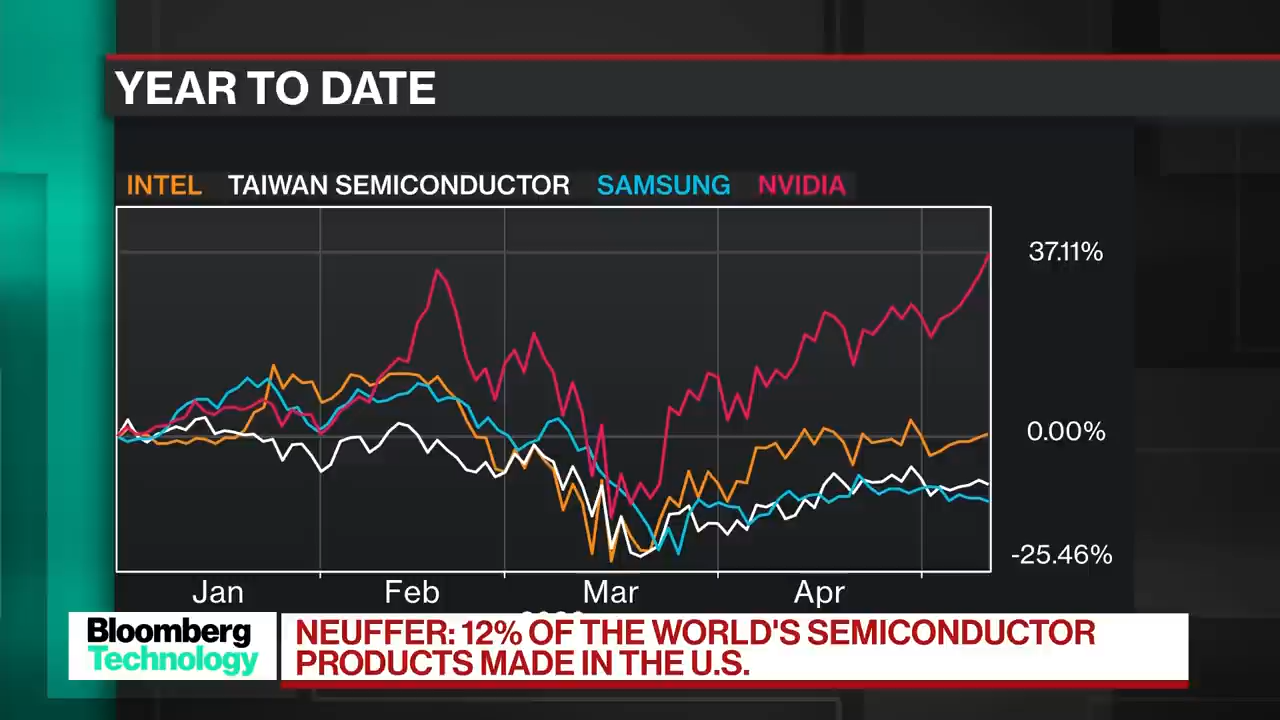 YEAR TO DATE
INTEL TAIWAN SEMICONDUCTOR SAMSUNG NVIDIA
37.11%
0.00%
-25.46%
Jan Feb Mar Apr
Bloomberg
Technology
NEUFFER: 12% OF THE WORLD'S SEMICONDUCTOR
PRODUCTS MADE IN THE U.S.